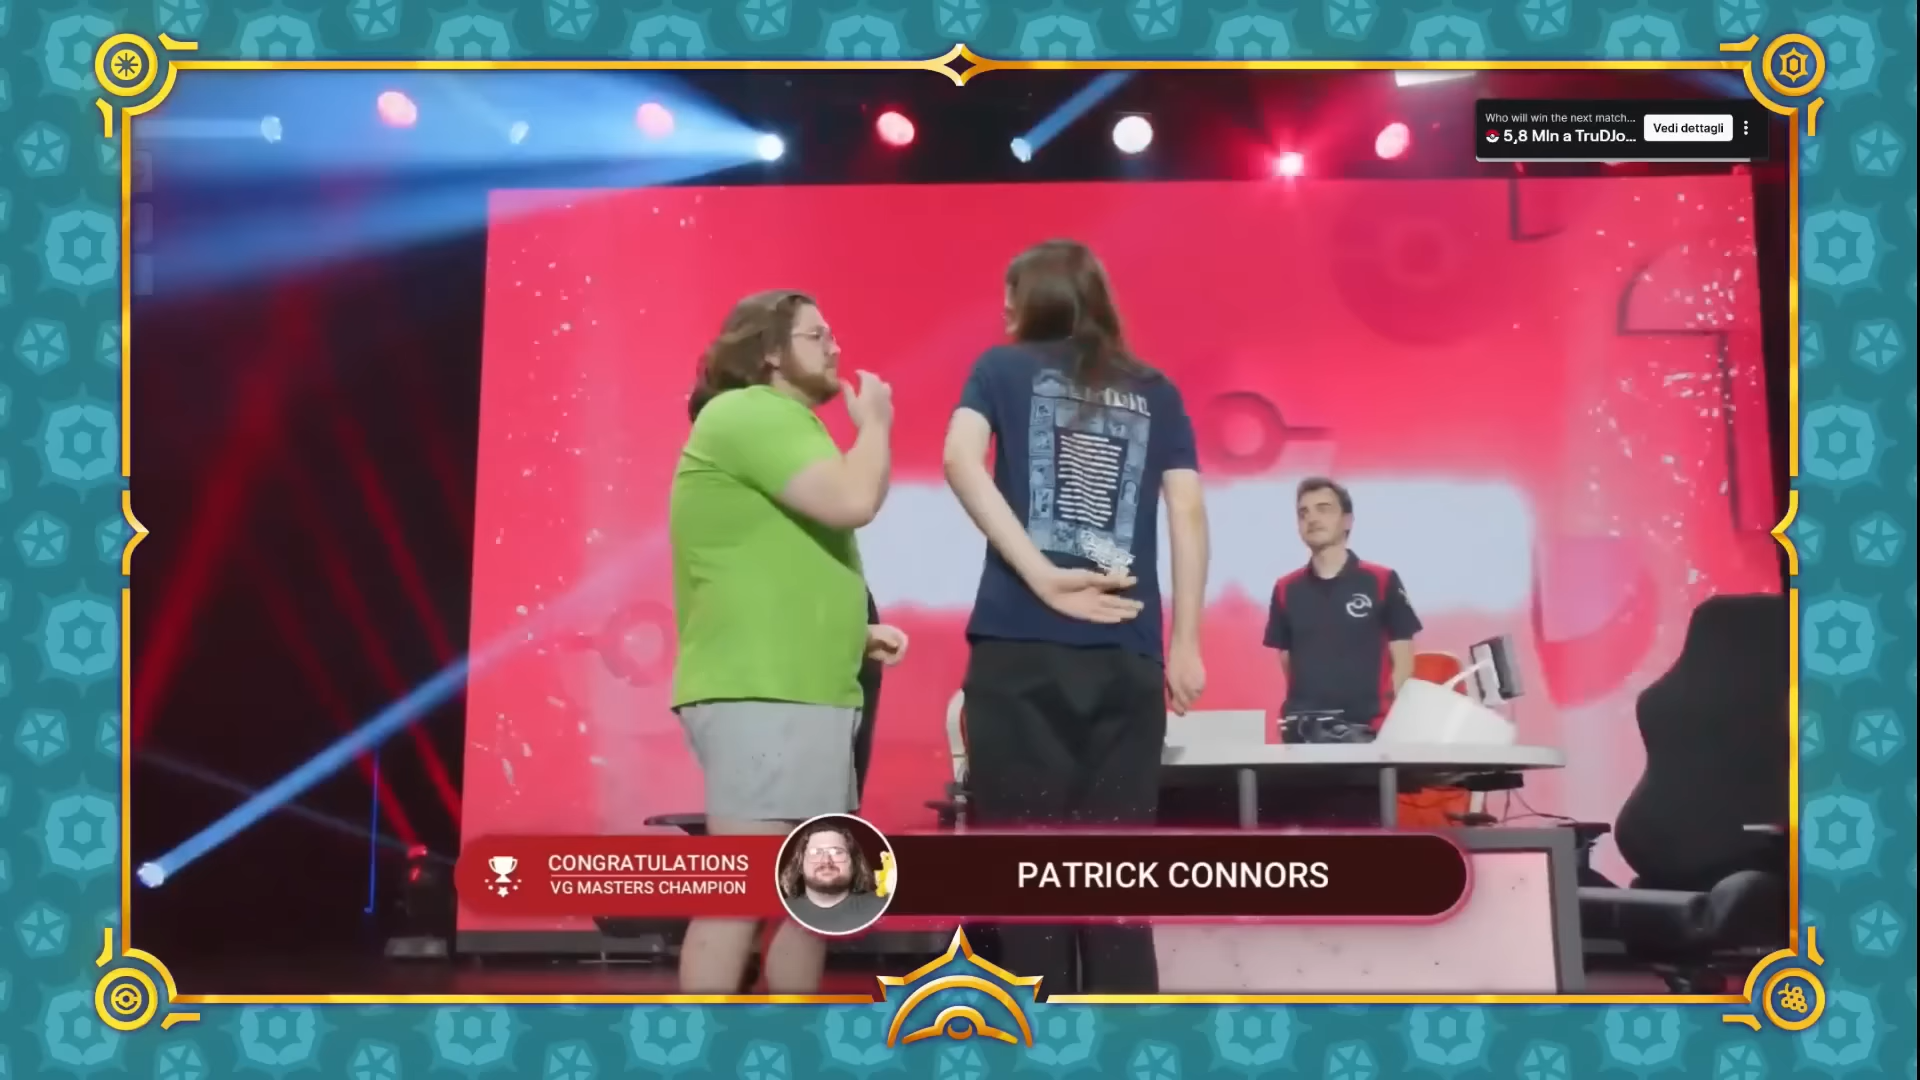 Who will win the next match...
5,8 Mln a TruDJo...
Vedi dettagli
CONGRATULATIONS
VG MASTERS CHAMPION
PATRICK CONNORS